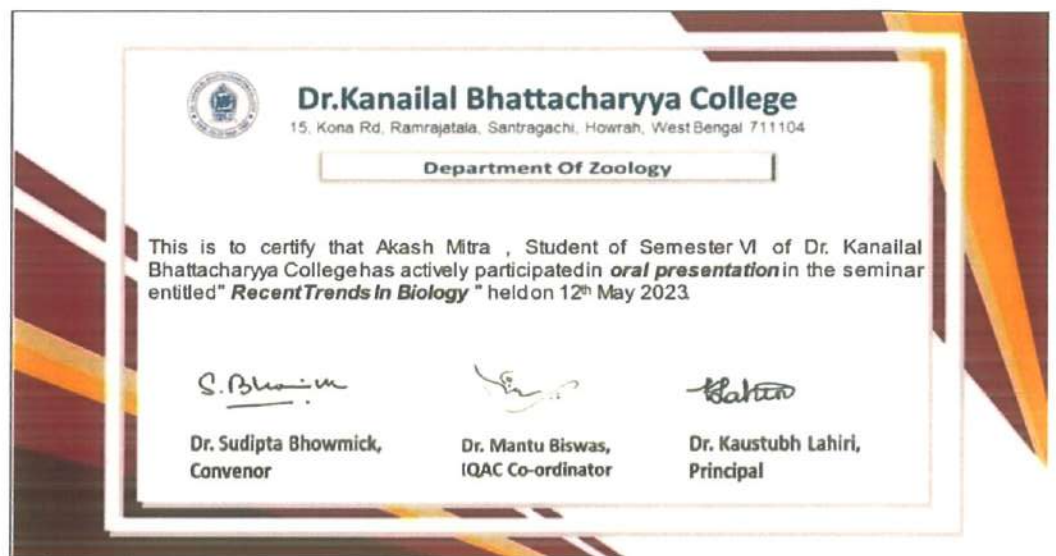 Dr.Kanailal Bhattacharyya College
15, Kona Rd, Ramrajatala, Santragachi, Howrah, West Bengal 711104
Department Of Zoology
This is to certify that Akash Mitra , Student of Semester VI of Dr. Kanailal
Bhattacharyya College has actively participated in oral presentation in the seminar
entitled" Recent Trends In Biology " held on 12th May 2023.
S. Bhowmick
Dr. Sudipta Bhowmick,
Convenor
Dr. Mantu Biswas,
IQAC Co-ordinator
KLahiri
Dr. Kaustubh Lahiri,
Principal